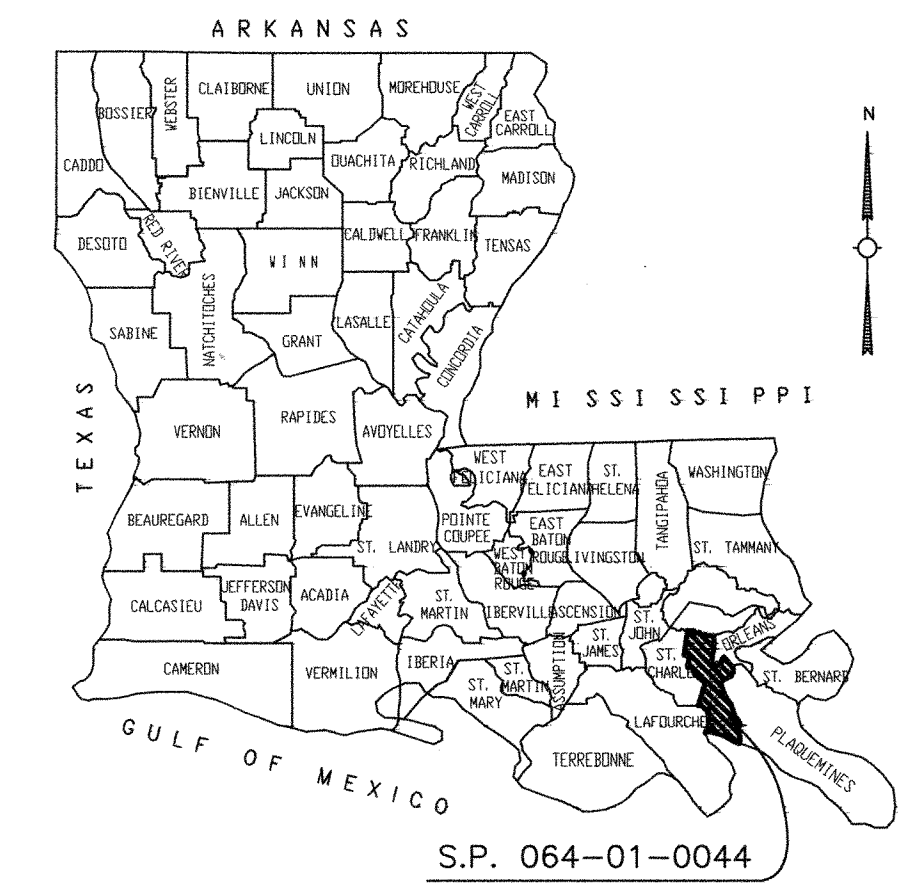 ARKANSAS
CADDO
BOSSIER
WEBSTER
CLAIBORNE
UNION
MOREHOUSE
WEST
CARROLL
EAST
CARROLL
LINCOLN
OUACHITA
RICHLAND
MADISON
BIENVILLE
JACKSON
DESOTO
RED RIVER
WINN
CALDWELL
FRANKLIN
TENSAS
NATCHITOCHES
SABINE
GRANT
LASALLE
CATAHOULA
CONCORDIA
N
TEXAS
MISSISSIPPI
VERNON
RAPIDES
AVOYELLES
WEST
FELICIANA
EAST
FELICIANA
ST.
HELENA
TANGIPAHOA
WASHINGTON
BEAUREGARD
ALLEN
EVANGELINE
ST. LANDRY
POINTE
COUPEE
WEST
BATON
ROUGE
EAST
BATON
ROUGE
LIVINGSTON
ST. TAMMANY
CALCASIEU
JEFFERSON
DAVIS
ACADIA
LAFAYETTE
ST.
MARTIN
IBERVILLE
ASCENSION
ST.
JAMES
ST.
JOHN
ORLEANS
CAMERON
VERMILION
IBERIA
ST.
MARTIN
ST.
MARY
ASSUMPTION
ST.
CHARL
ST. BERNARD
LAFOURCHE
TERREBONNE
PLAQUEMINES
GULF OF MEXICO
S.P. 064-01-0044